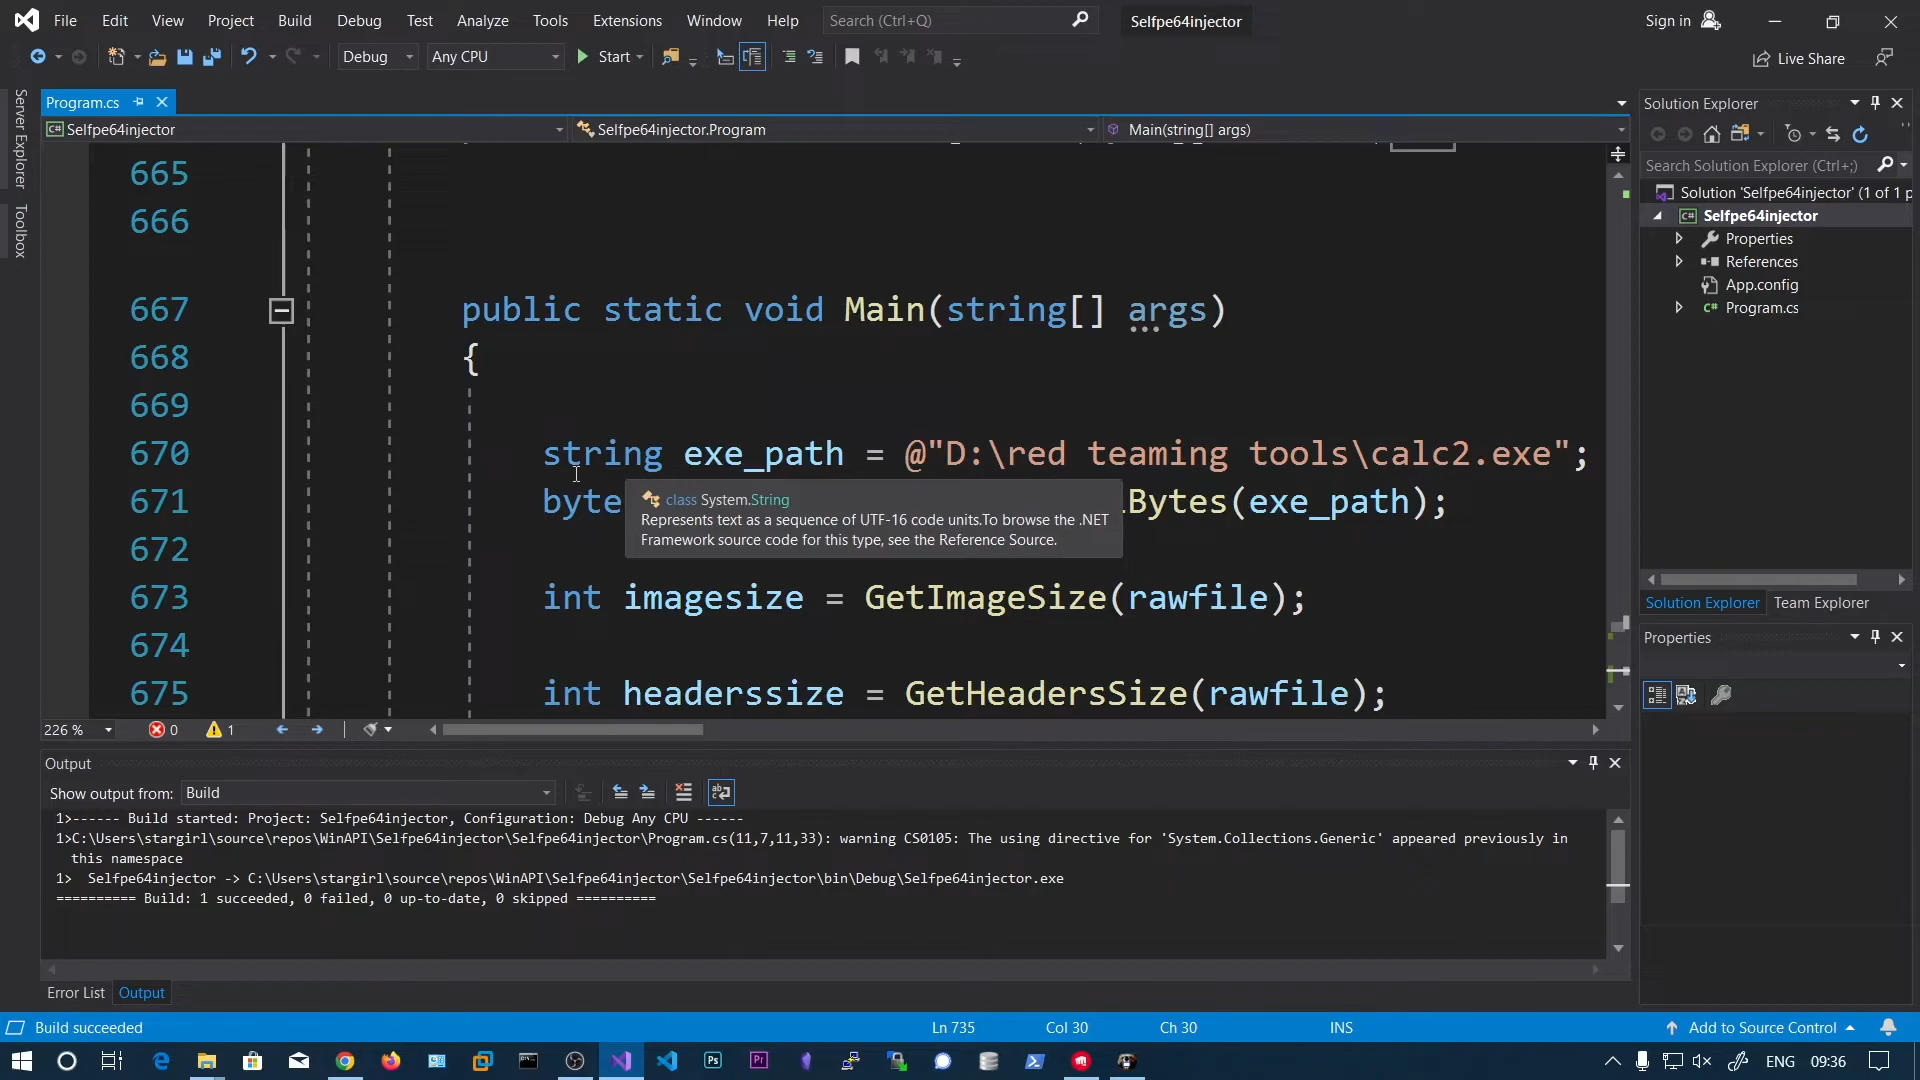 File Edit View Project Build Debug Test Analyze Tools Extensions Window Help Search (Ctrl+Q) Selfpe64injector Sign in
Debug Any CPU Start Live Share
Server Explorer
Toolbox
Program.cs
Selfpe64injector Selfpe64injector.Program Main(string[] args)
665
666
667 public static void Main(string[] args)
668 {
669
670 string exe_path = @"D:\red teaming tools\calc2.exe";
671 byte Bytes(exe_path);
class System.String
Represents text as a sequence of UTF-16 code units.To browse the .NET
Framework source code for this type, see the Reference Source.
672
673 int imagesize = GetImageSize(rawfile);
674
675 int headerssize = GetHeadersSize(rawfile);
226 % 0 1
Solution Explorer
Search Solution Explorer (Ctrl+;)
Solution 'Selfpe64injector' (1 of 1 p
C# Selfpe64injector
Properties
References
App.config
C# Program.cs
Solution Explorer Team Explorer
Properties
Output
Show output from: Build
1>------ Build started: Project: Selfpe64injector, Configuration: Debug Any CPU ------
1>C:\Users\stargirl\source\repos\WinAPI\Selfpe64injector\Selfpe64injector\Program.cs(11,7,11,33): warning CS0105: The using directive for 'System.Collections.Generic' appeared previously in
this namespace
1>  Selfpe64injector -> C:\Users\stargirl\source\repos\WinAPI\Selfpe64injector\Selfpe64injector\bin\Debug\Selfpe64injector.exe
========== Build: 1 succeeded, 0 failed, 0 up-to-date, 0 skipped ==========
Error List Output
Build succeeded Ln 735 Col 30 Ch 30 INS Add to Source Control
Ps Pr ENG 09:36